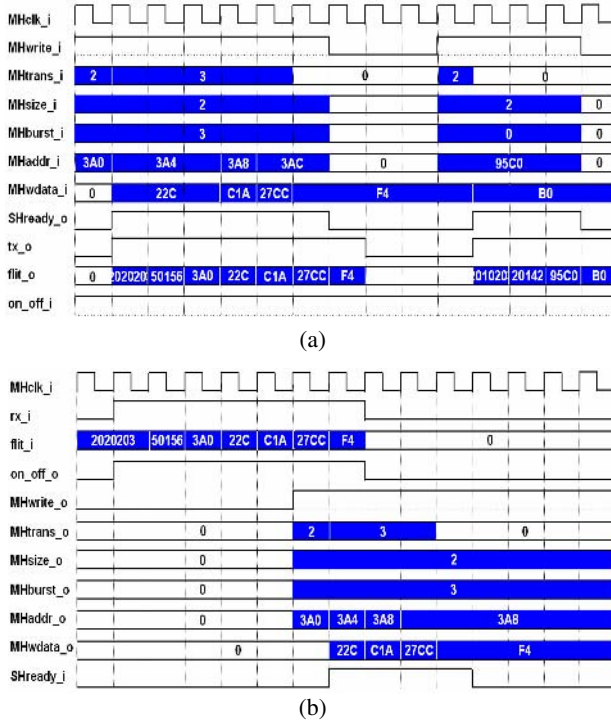 MHclk_i
MHwrite_i
MHtrans_i 2 3 0 2 0
MHsize_i 2 2 0
MHburst_i 3 0 0
MHaddr_i 3A0 3A4 3A8 3AC 0 95C0 0
MHwdata_i 0 22C C1A 27CC F4 B0
SHready_o
tx_o
flit_o 0 50156 3A0 22C C1A 27CC F4 20142 95C0 B0
on_off_i
(a)
MHclk_i
rx_i
flit_i 2020203 50156 3A0 22C C1A 27CC F4 0
on_off_o
MHwrite_o
MHtrans_o 0 2 3 0
MHsize_o 0 2
MHburst_o 0 3
MHaddr_o 0 3A0 3A4 3A8 3A8
MHwdata_o 0 22C C1A 27CC F4
SHready_i
(b)